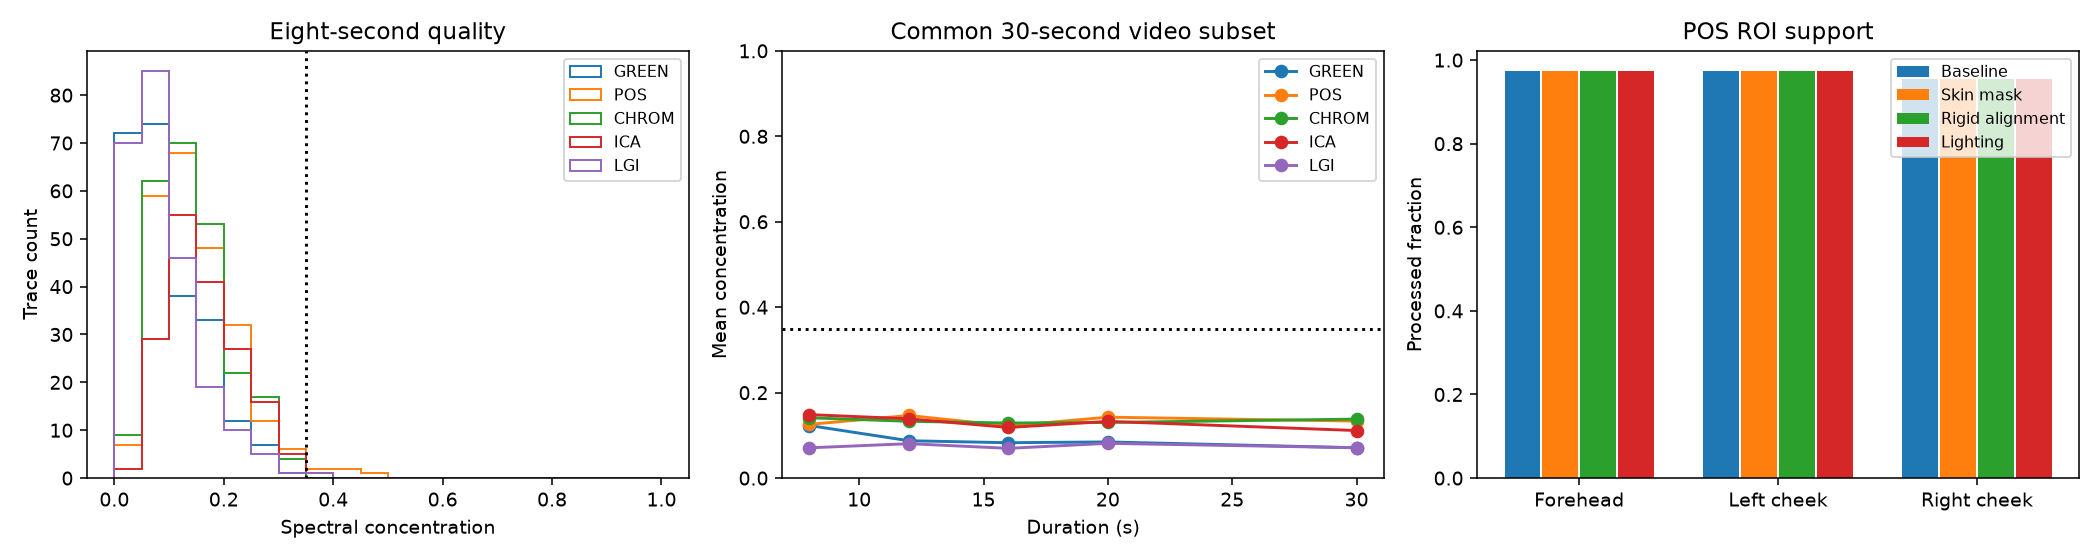 Eight-second quality
Trace count
80
70
60
50
40
30
20
10
0
0.0 0.2 0.4 0.6 0.8 1.0
Spectral concentration
GREEN
POS
CHROM
ICA
LGI
Common 30-second video subset
Mean concentration
1.0
0.8
0.6
0.4
0.2
0.0
10 15 20 25 30
Duration (s)
GREEN
POS
CHROM
ICA
LGI
POS ROI support
Processed fraction
1.0
0.8
0.6
0.4
0.2
0.0
Forehead Left cheek Right cheek
Baseline
Skin mask
Rigid alignment
Lighting